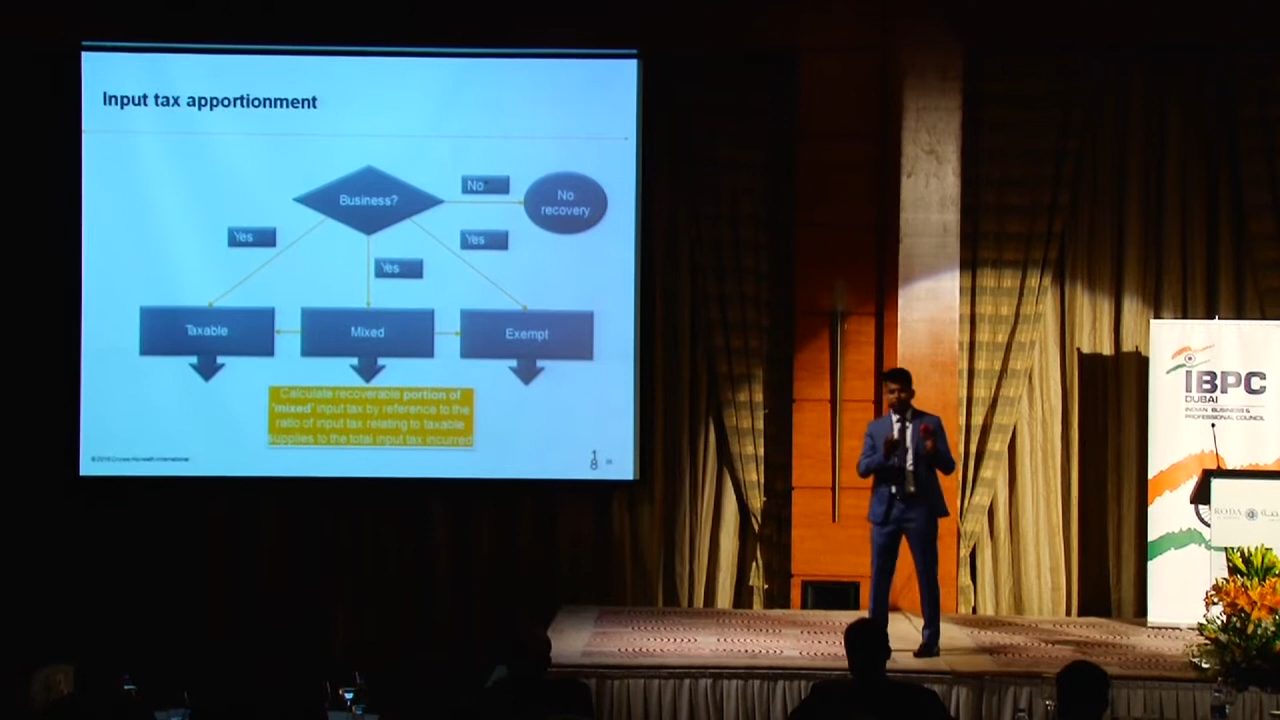 Input tax apportionment
Business?
No
No
recovery
Yes
Yes
Yes
Taxable
Mixed
Exempt
Calculate recoverable portion of
'mixed' input tax by reference to the
ratio of input tax relating to taxable
supplies to the total input tax incurred
18
IBPC
DUBAI
INDIAN BUSINESS &
PROFESSIONAL COUNCIL
RODA